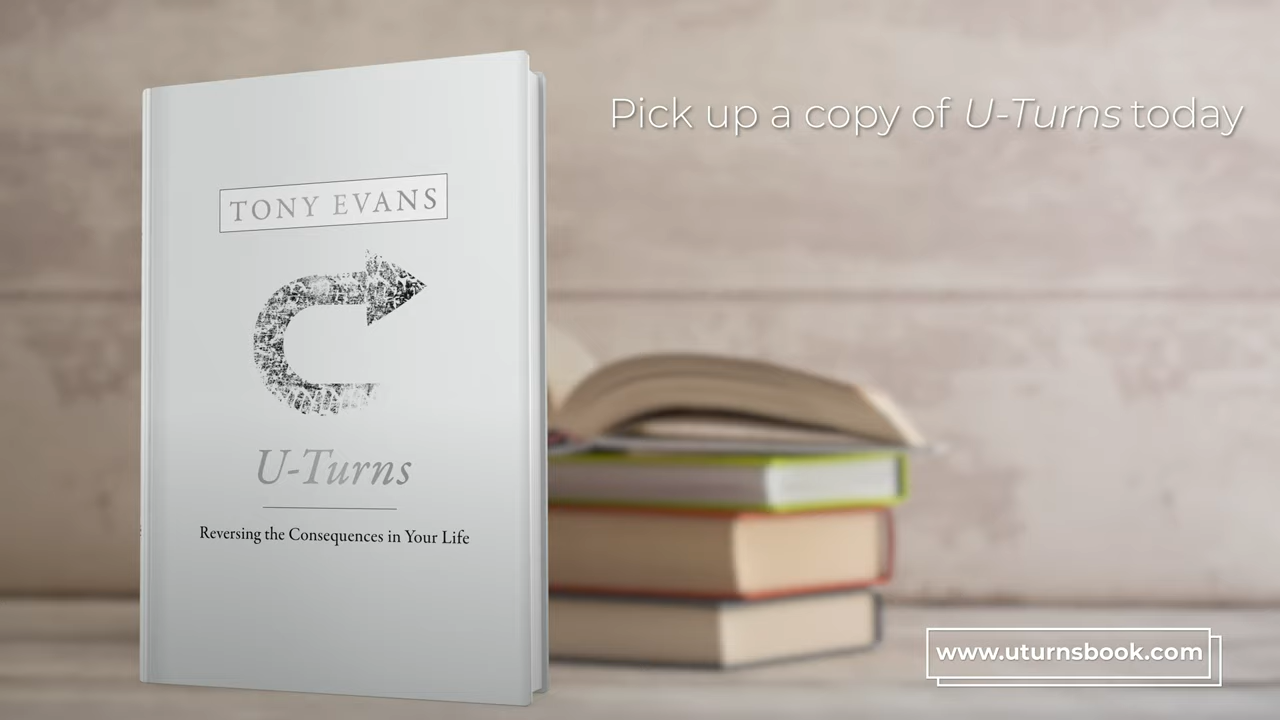 TONY EVANS
U-Turns
Reversing the Consequences in Your Life
Pick up a copy of U-Turns today
www.uturnsbook.com